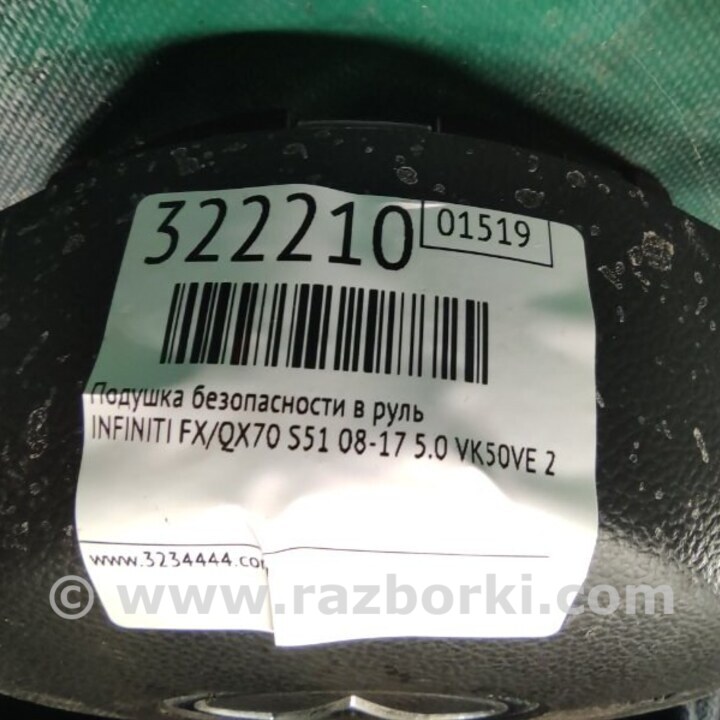 322210
01519
Подушка безопасности в руль
INFINITI FX/QX70 S51 08-17 5.0 VK50VE 2
www.3234444.co
© www.razborki.com